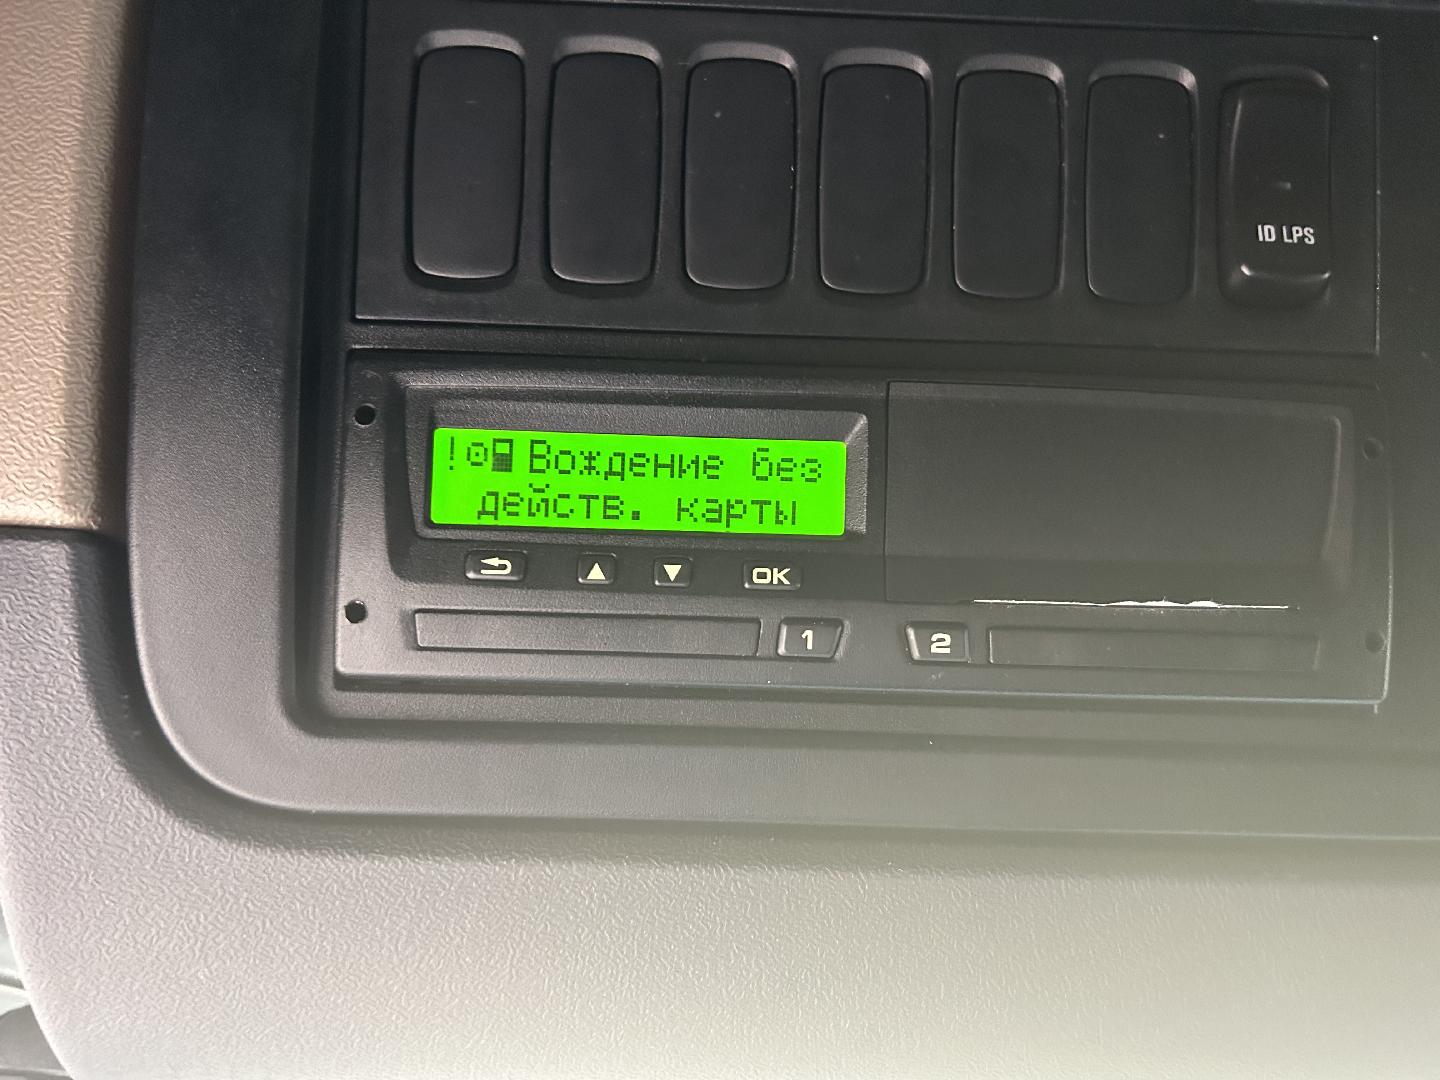 ID LPS
! Вождение без
действ. карты
OK
1
2